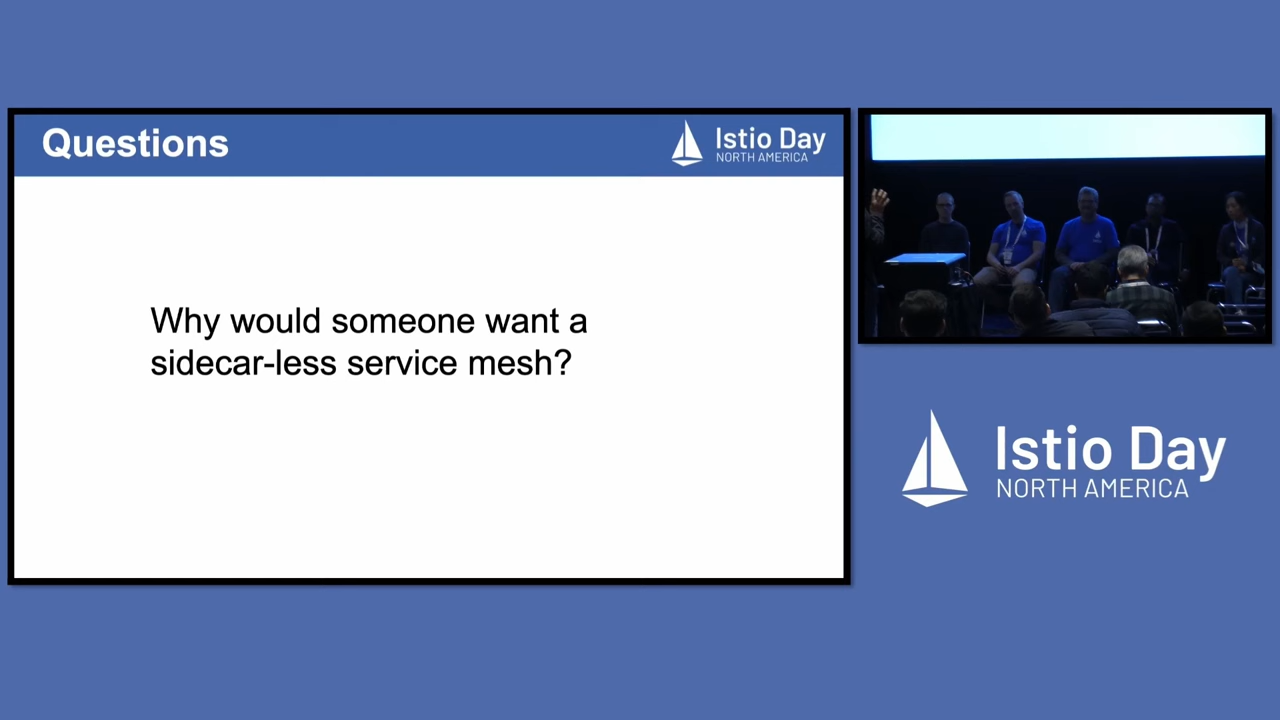 Questions
Istio Day
NORTH AMERICA
Why would someone want a
sidecar-less service mesh?
Istio Day
NORTH AMERICA